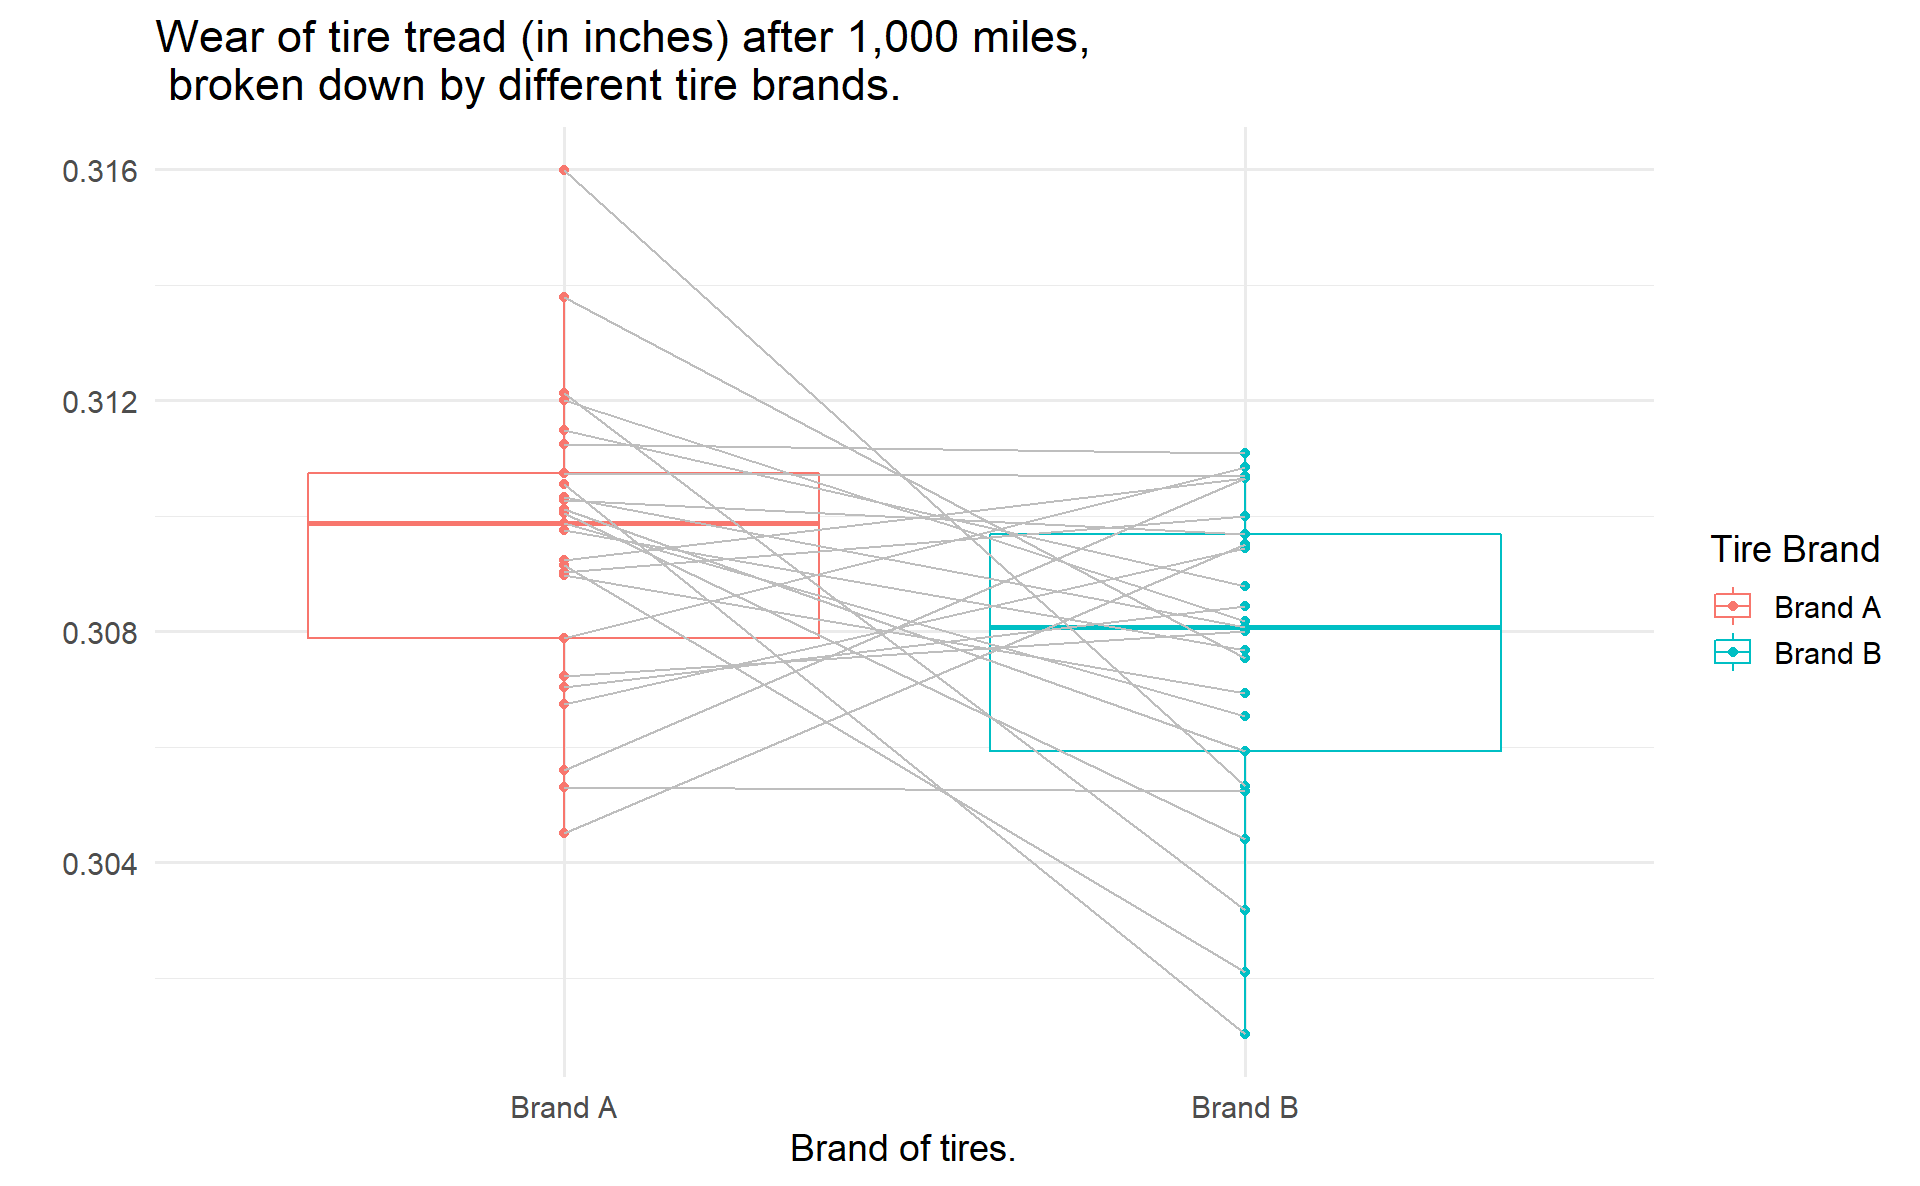 Wear of tire tread (in inches) after 1,000 miles,
broken down by different tire brands.
0.316
0.312
0.308
0.304
Brand A
Brand B
Brand of tires.
Tire Brand
Brand A
Brand B